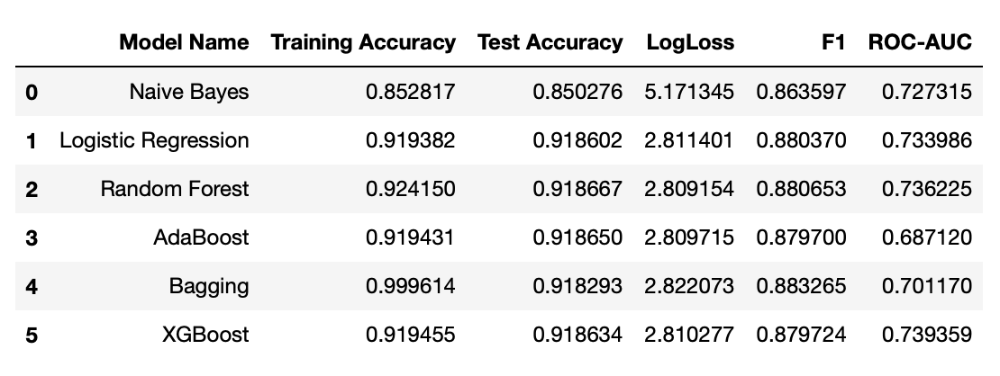 Model Name Training Accuracy Test Accuracy LogLoss F1 ROC-AUC
0 Naive Bayes 0.852817 0.850276 5.171345 0.863597 0.727315
1 Logistic Regression 0.919382 0.918602 2.811401 0.880370 0.733986
2 Random Forest 0.924150 0.918667 2.809154 0.880653 0.736225
3 AdaBoost 0.919431 0.918650 2.809715 0.879700 0.687120
4 Bagging 0.999614 0.918293 2.822073 0.883265 0.701170
5 XGBoost 0.919455 0.918634 2.810277 0.879724 0.739359